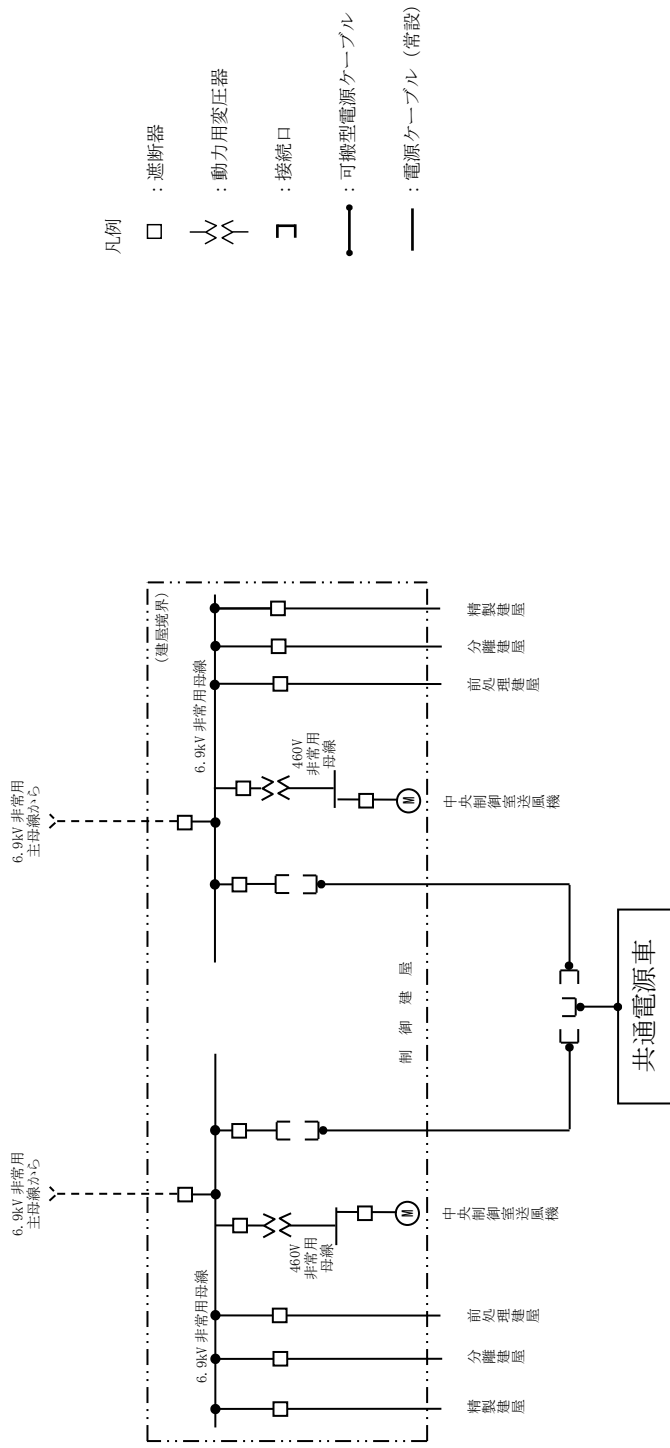 凡例
：遮断器
：動力用変圧器
：接続口
：可搬型電源ケーブル
：電源ケーブル（常設）
6.9kV 非常用
主母線から
6.9kV 非常用
主母線から
(建屋境界)
6.9kV 非常用母線
6.9kV 非常用母線
460V
非常用
母線
460V
非常用
母線
M
M
制御建屋
中央制御室送風機
前処理建屋
分離建屋
精製建屋
中央制御室送風機
前処理建屋
分離建屋
精製建屋
共通電源車